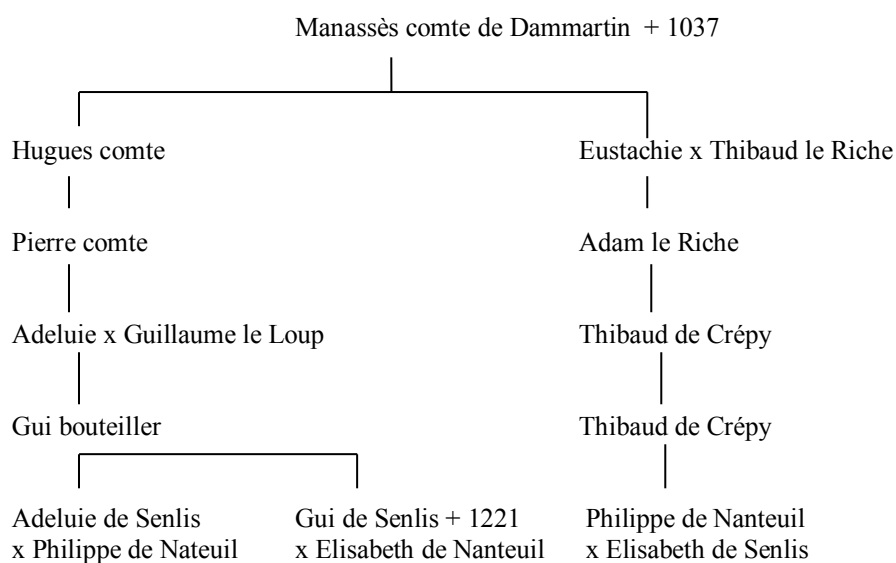 Manassès comte de Dammartin + 1037
Hugues comte
Eustachie x Thibaud le Riche
Pierre comte
Adam le Riche
Adeluie x Guillaume le Loup
Thibaud de Crépy
Gui bouteiller
Thibaud de Crépy
Adeluie de Senlis
x Philippe de Nateuil
Gui de Senlis + 1221
x Elisabeth de Nanteuil
Philippe de Nanteuil
x Elisabeth de Senlis